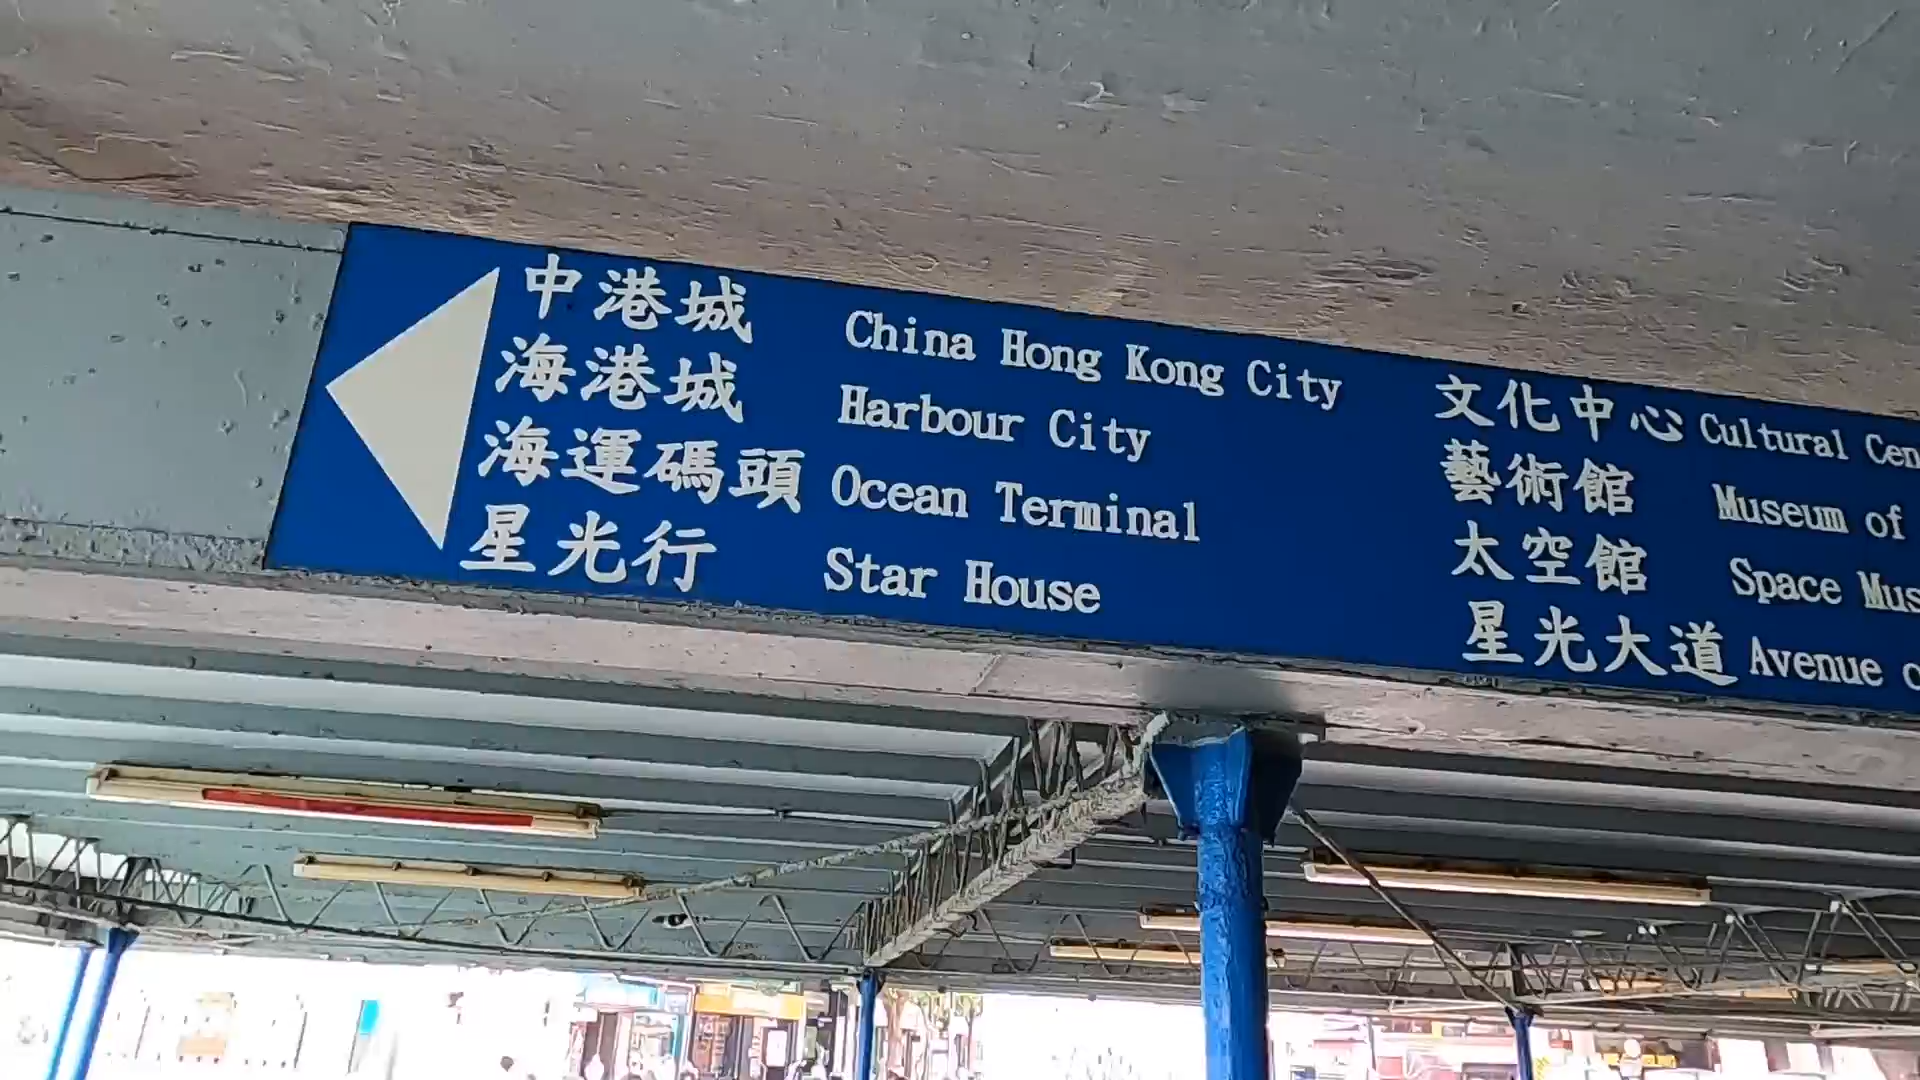 中港城 China Hong Kong City
海港城 Harbour City
海運碼頭 Ocean Terminal
星光行 Star House
文化中心 Cultural Cen
藝術館 Museum of
太空館 Space Mus
星光大道 Avenue